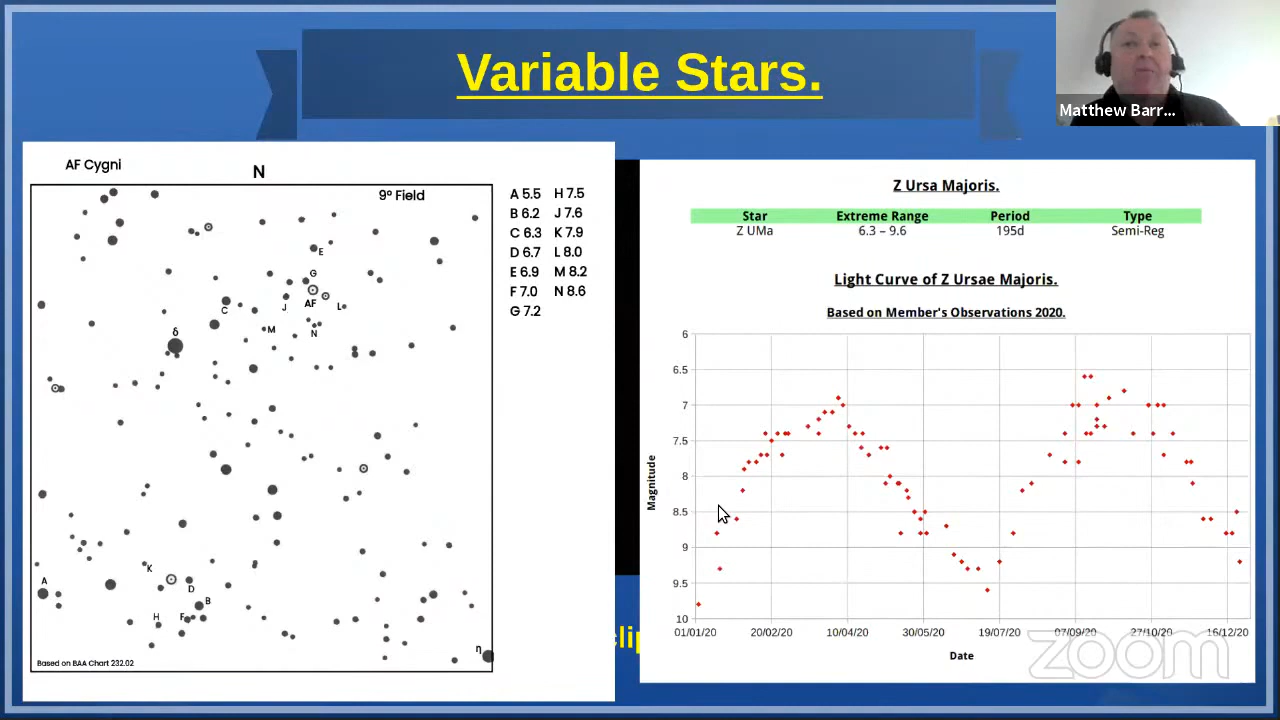 Variable Stars.
Matthew Barr...
AF Cygni
N
9° Field
A 5.5 H 7.5
B 6.2 J 7.6
C 6.3 K 7.9
D 6.7 L 8.0
E 6.9 M 8.2
F 7.0 N 8.6
G 7.2
E
G
AF
J
L
C
M
N
δ
K
A
D
B
H
F
η
Based on BAA Chart 232.02
Z Ursa Majoris.
Star Extreme Range Period Type
Z UMa 6.3 – 9.6 195d Semi-Reg
Light Curve of Z Ursae Majoris.
Based on Member's Observations 2020.
Magnitude
6
6.5
7
7.5
8
8.5
9
9.5
10
01/01/20 20/02/20 10/04/20 30/05/20 19/07/20 07/09/20 27/10/20 16/12/20
Date
zoom